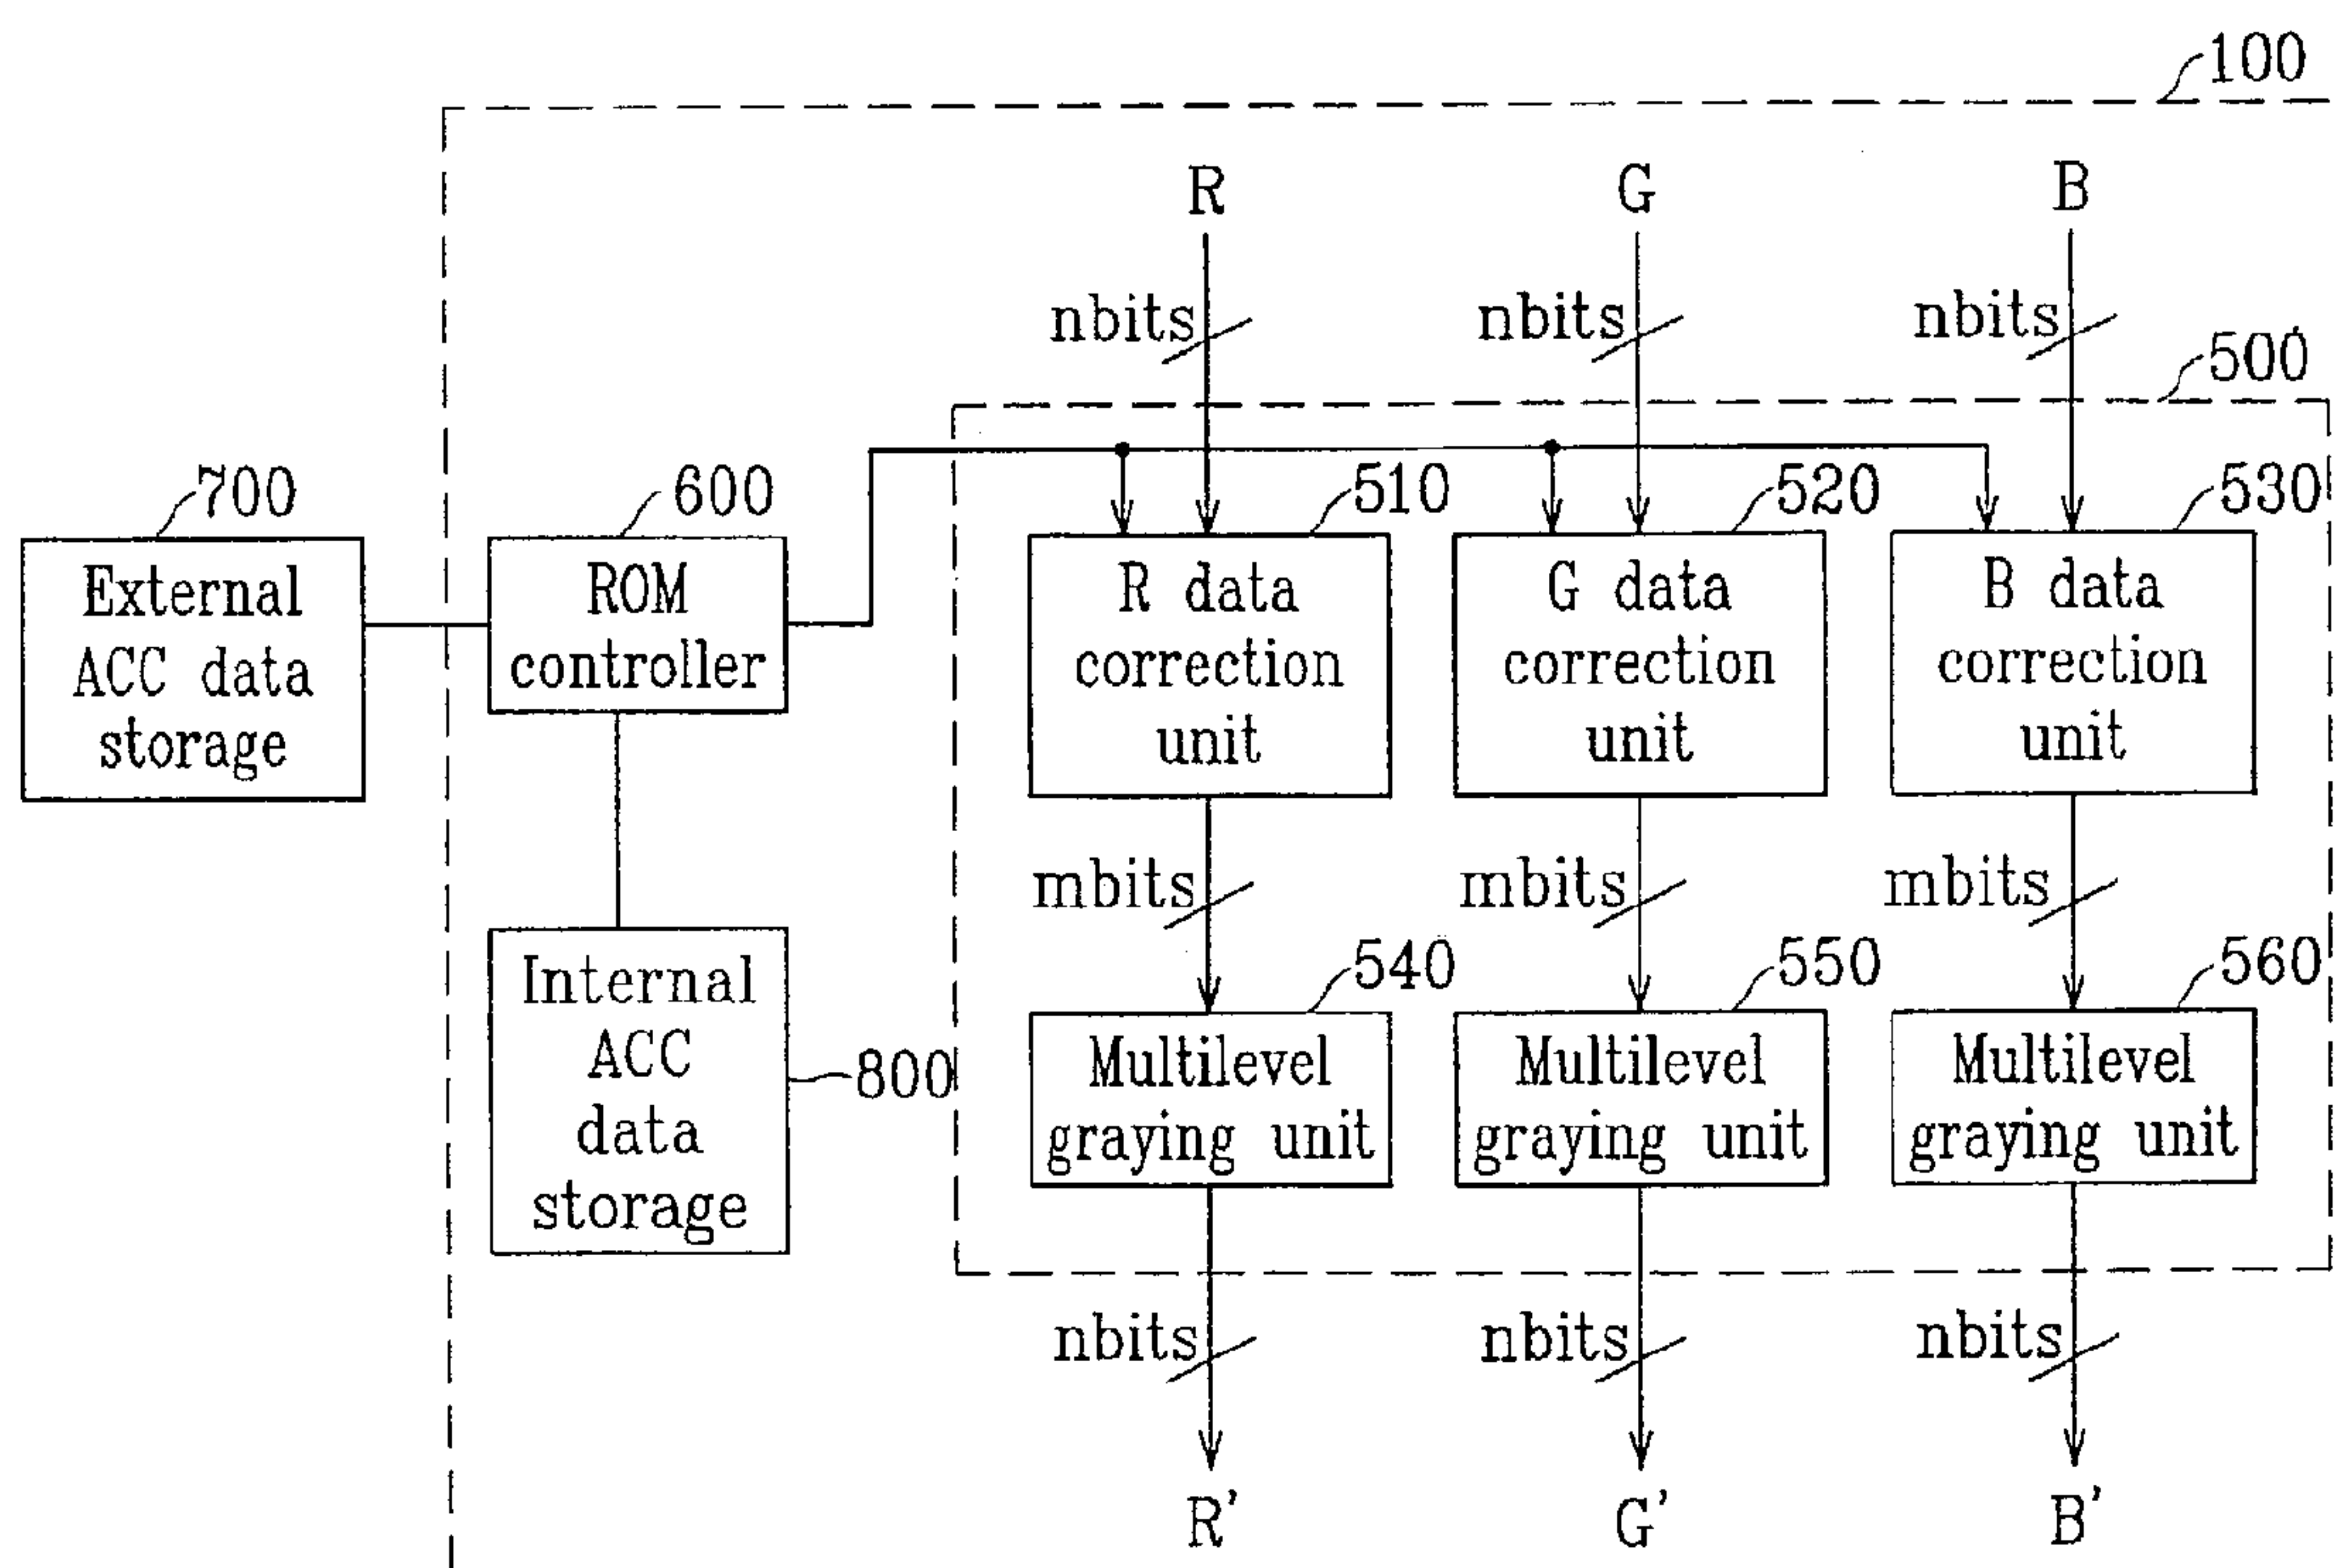 100
R
G
B
nbits
nbits
nbits
500
700
600
510
520
530
External
ACC data
storage
ROM
controller
R data
correction
unit
G data
correction
unit
B data
correction
unit
mbits
mbits
mbits
540
550
560
Internal
ACC
data
storage
800
Multilevel
graying unit
Multilevel
graying unit
Multilevel
graying unit
nbits
nbits
nbits
R'
G'
B'